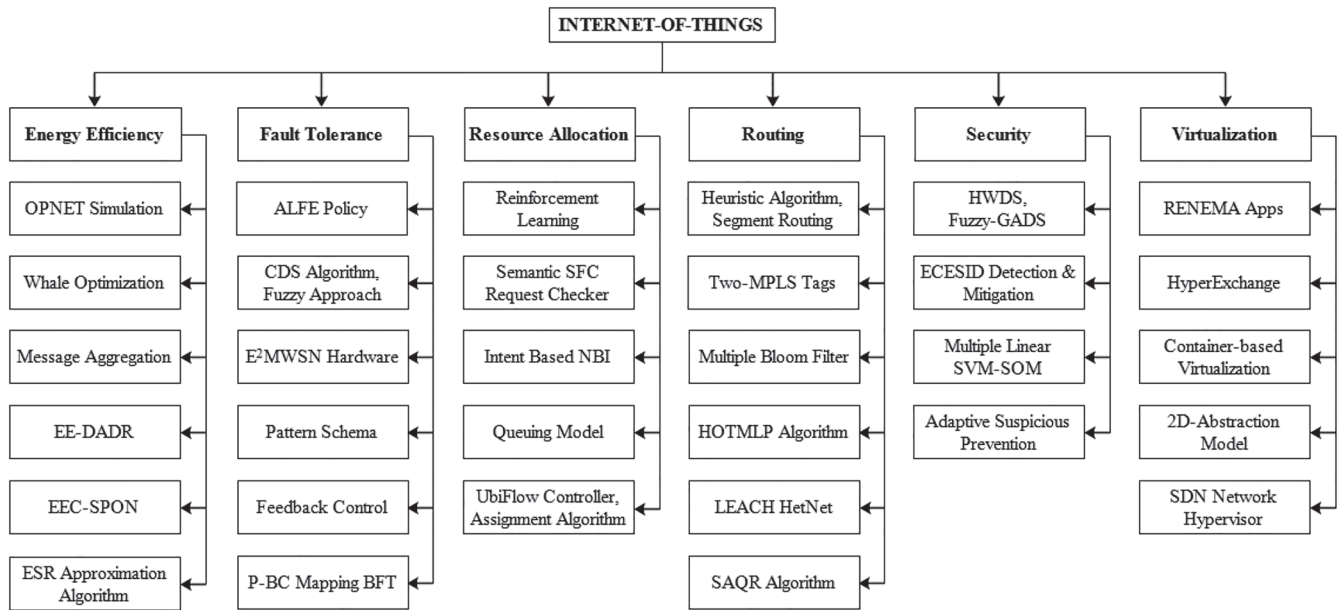 INTERNET-OF-THINGS
Energy Efficiency
OPNET Simulation
Whale Optimization
Message Aggregation
EE-DADR
EEC-SPON
ESR Approximation
Algorithm
Fault Tolerance
ALFE Policy
CDS Algorithm,
Fuzzy Approach
E²MWSN Hardware
Pattern Schema
Feedback Control
P-BC Mapping BFT
Resource Allocation
Reinforcement
Learning
Semantic SFC
Request Checker
Intent Based NBI
Queuing Model
UbiFlow Controller,
Assignment Algorithm
Routing
Heuristic Algorithm,
Segment Routing
Two-MPLS Tags
Multiple Bloom Filter
HOTMLP Algorithm
LEACH HetNet
SAQR Algorithm
Security
HWDS,
Fuzzy-GADS
ECESID Detection &
Mitigation
Multiple Linear
SVM-SOM
Adaptive Suspicious
Prevention
Virtualization
RENEMA Apps
HyperExchange
Container-based
Virtualization
2D-Abstraction
Model
SDN Network
Hypervisor